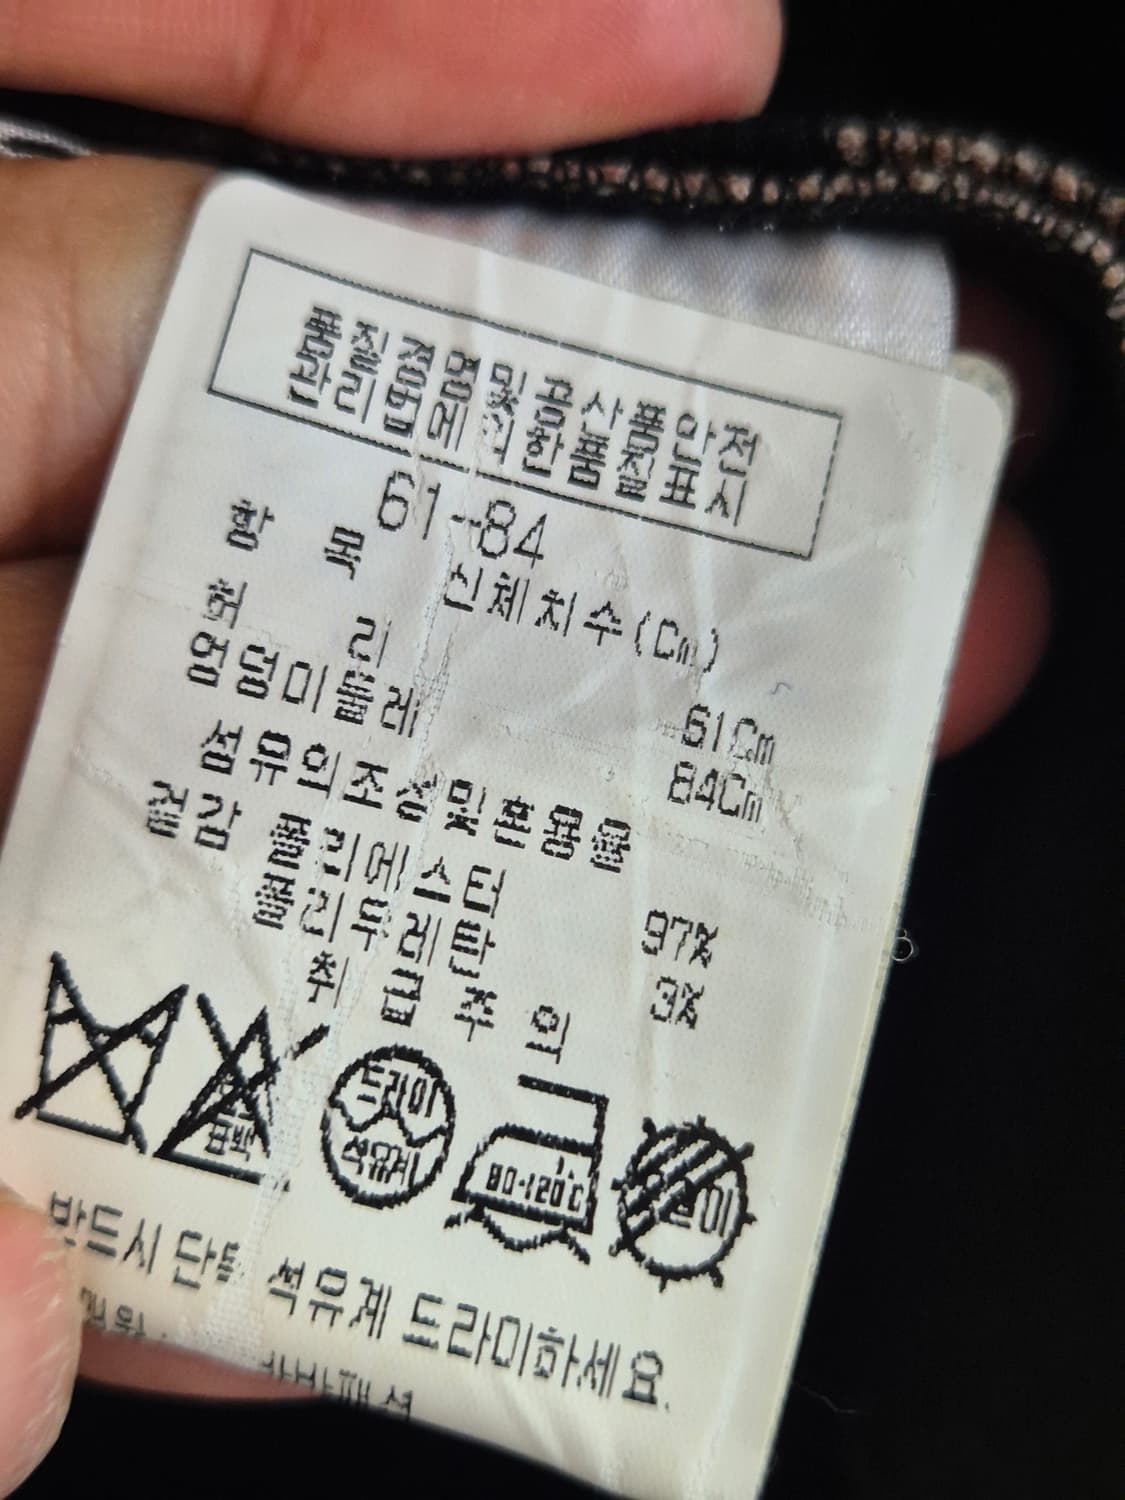 품질경영및공산품안전
관리법에의한품질표시
61-84
항 목 신체치수(Cm)
허 리 61Cm
엉덩이둘레 84Cm
섬유의조성및혼용율
겉감 폴리에스터 97%
폴리우레탄 3%
취 급 주 의
표백
드라이
석유계
80-120℃
반드시 단독 석유계 드라이하세요.